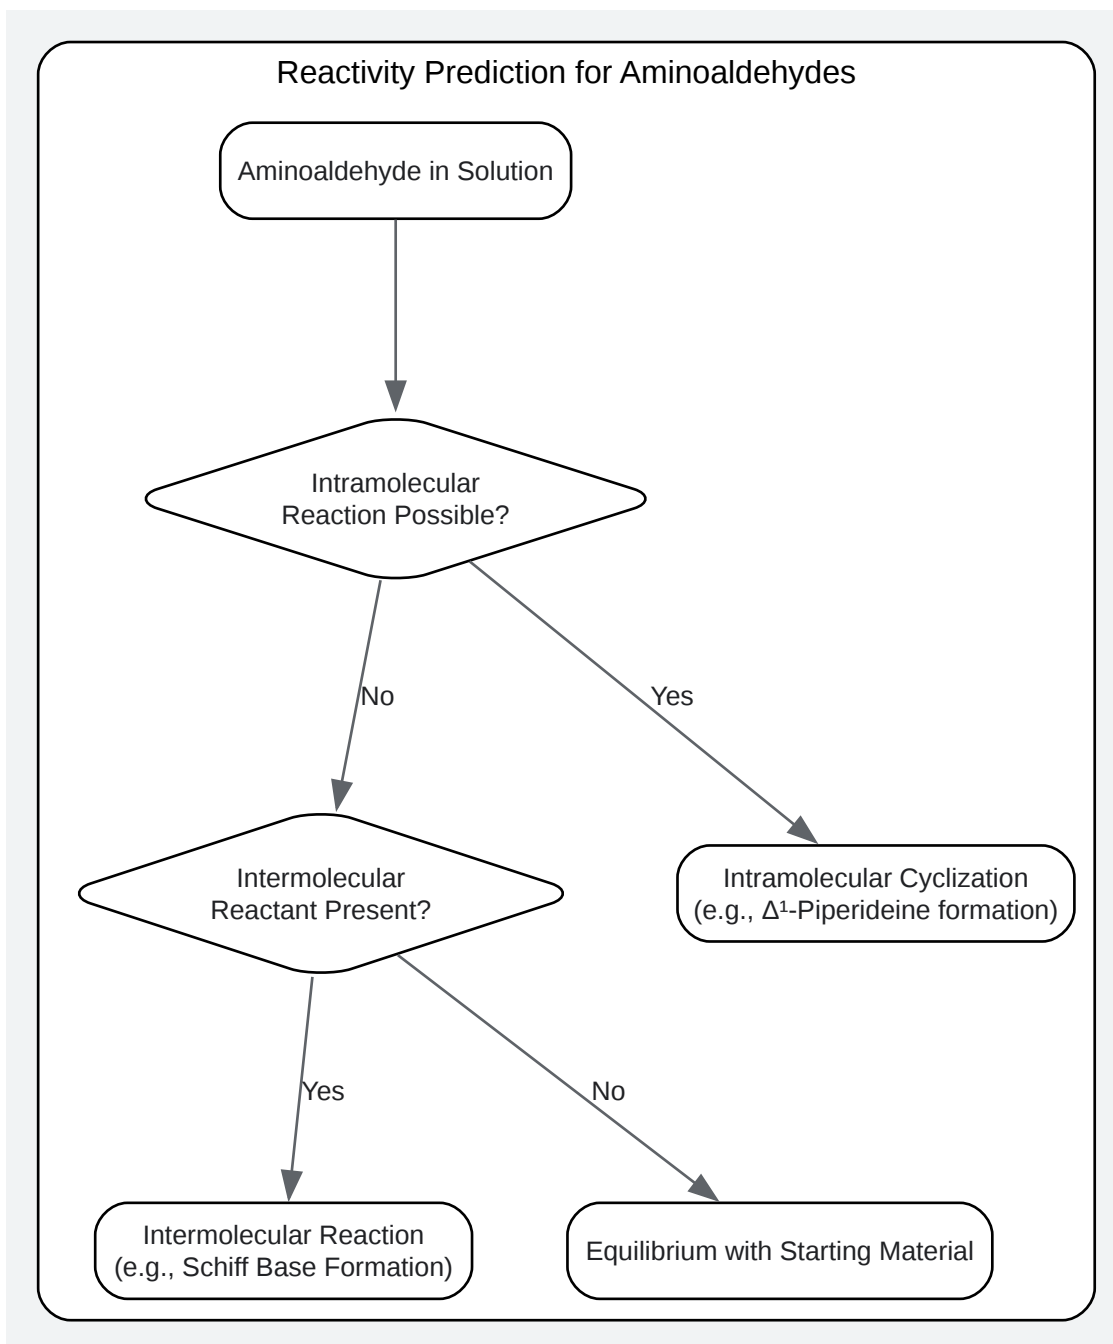 Reactivity Prediction for Aminoaldehydes
Aminoaldehyde in Solution
Intramolecular
Reaction Possible?
No
Yes
Intermolecular
Reactant Present?
Intramolecular Cyclization
(e.g., Δ¹-Piperideine formation)
Yes
No
Intermolecular Reaction
(e.g., Schiff Base Formation)
Equilibrium with Starting Material